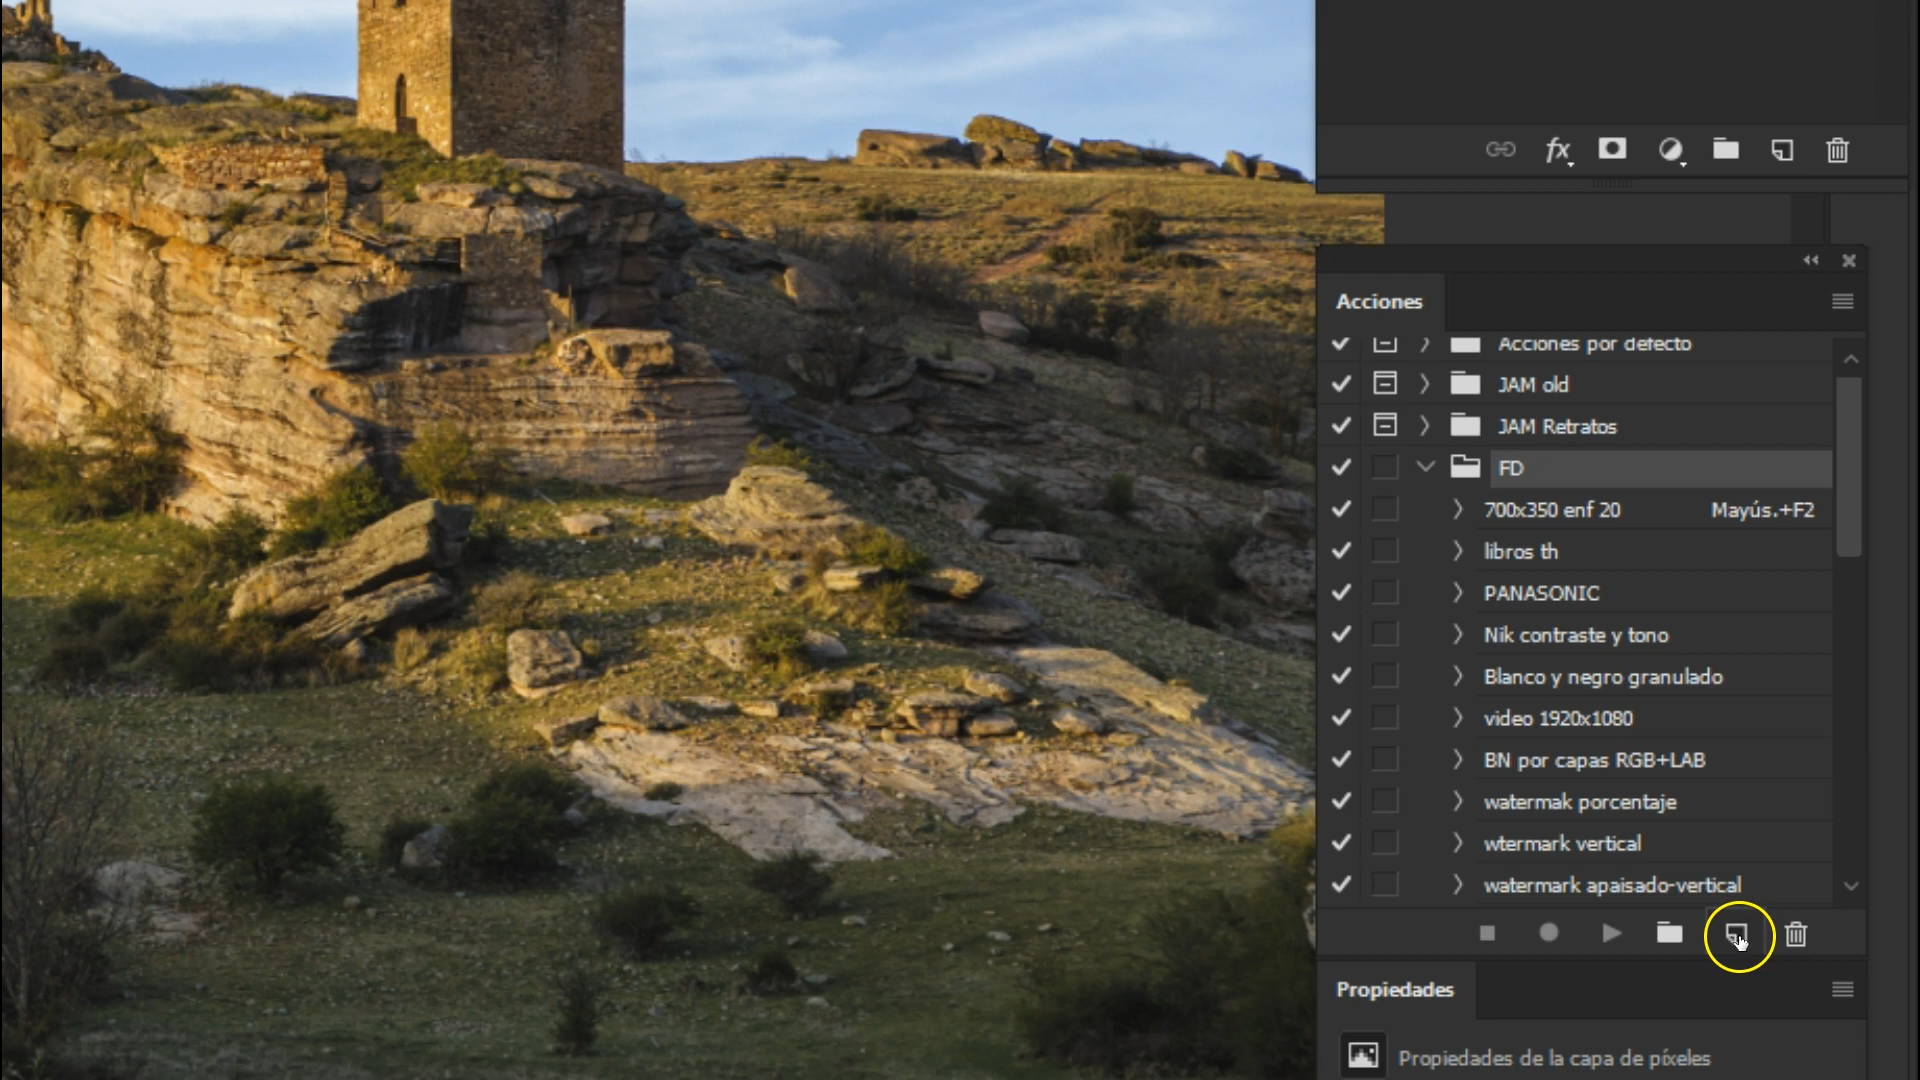 fx
Acciones
Acciones por defecto
JAM old
JAM Retratos
FD
700x350 enf 20 Mayús.+F2
libros th
PANASONIC
Nik contraste y tono
Blanco y negro granulado
video 1920x1080
BN por capas RGB+LAB
watermak porcentaje
wtermark vertical
watermark apaisado-vertical
Propiedades
Propiedades de la capa de píxeles